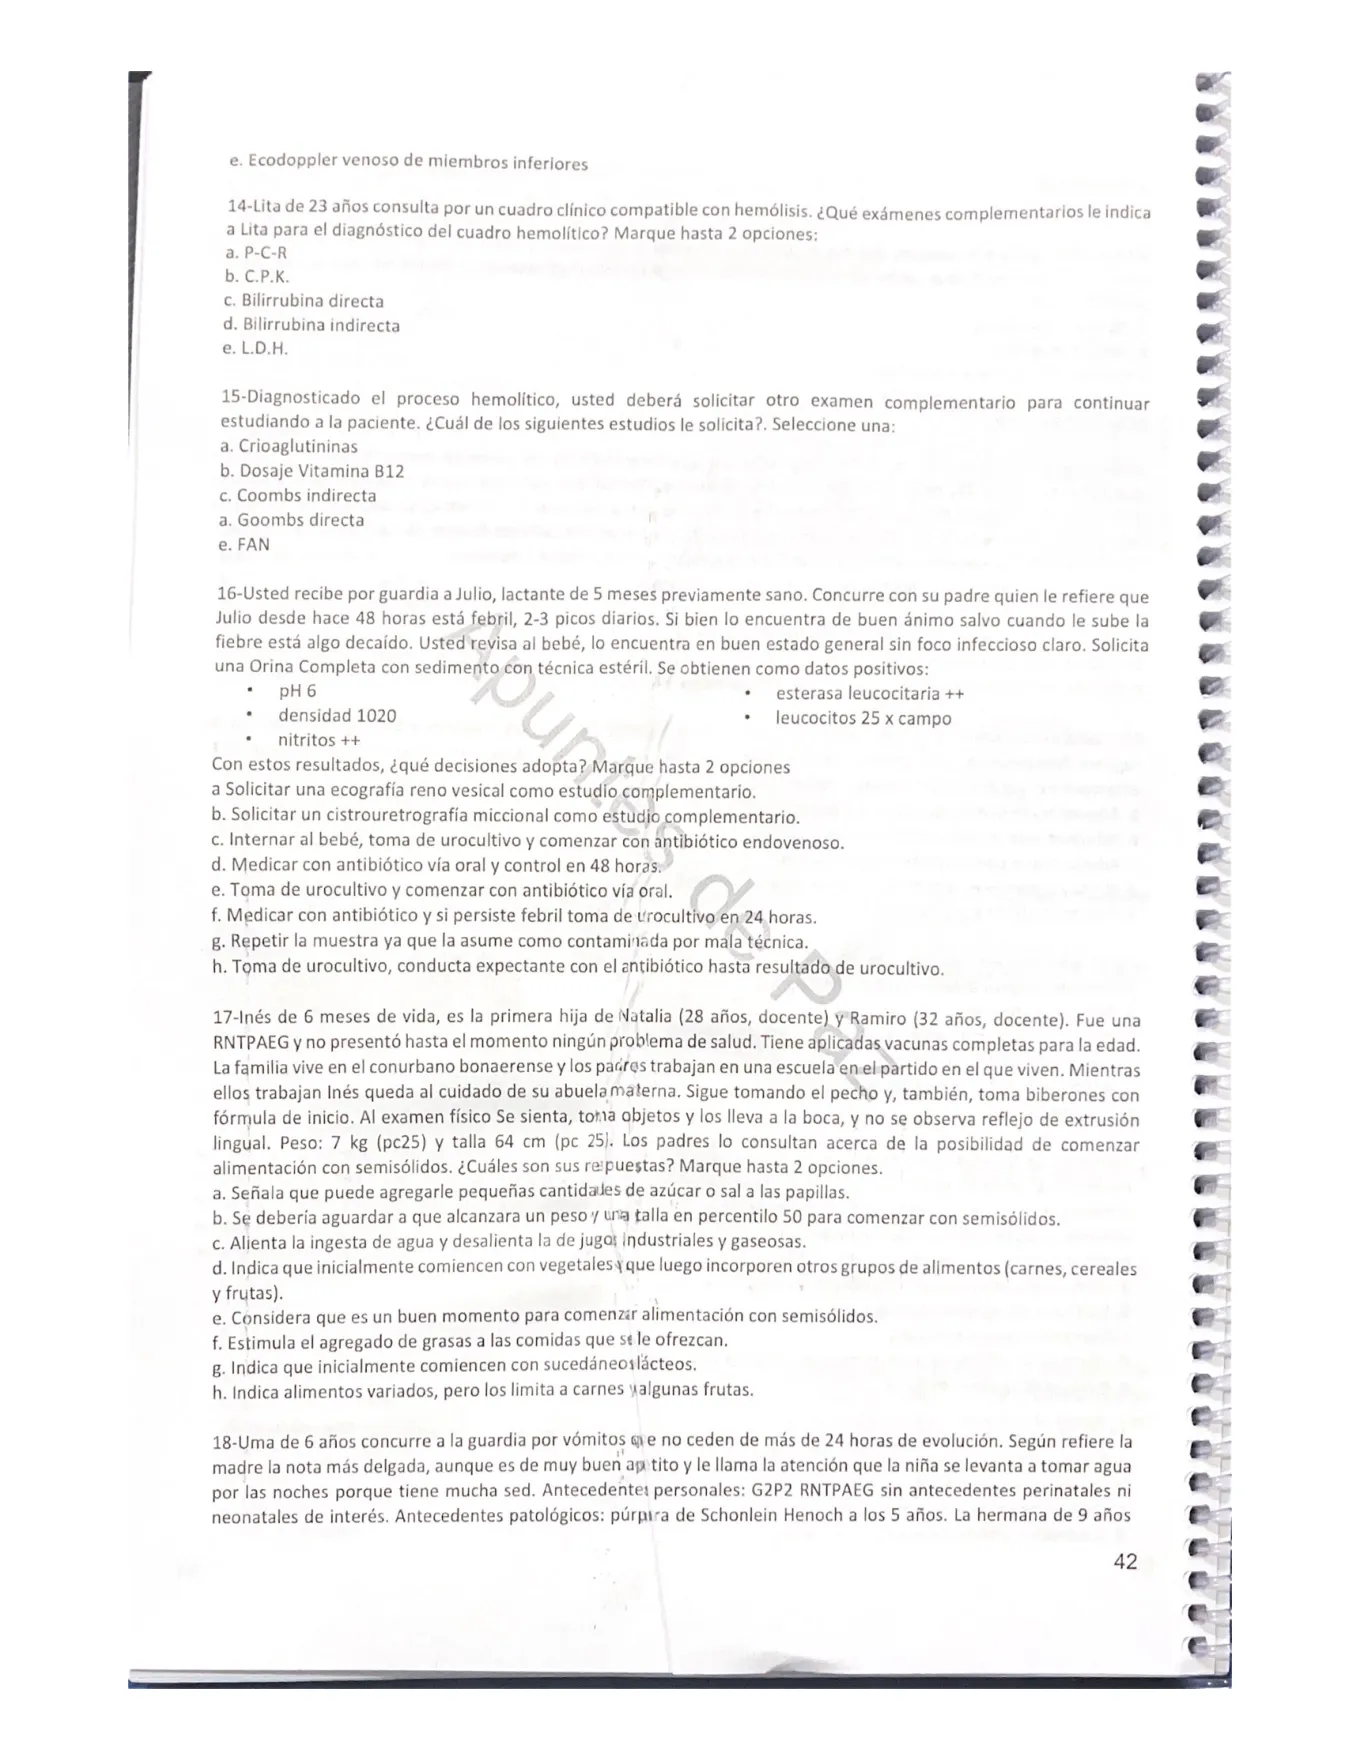 e. Ecodoppler venoso de miembros inferiores
14-Lita de 23 años consulta por un cuadro clínico compatible con hemólisis. ¿Qué exámenes complementarios le indica
a Lita para el diagnóstico del cuadro hemolítico? Marque hasta 2 opciones:
a. P-C-R
b. C.P.K.
c. Bilirrubina directa
d. Bilirrubina indirecta
e. L.D.H.
15-Diagnosticado el proceso hemolítico, usted deberá solicitar otro examen complementario para continuar
estudiando a la paciente. ¿Cuál de los siguientes estudios le solicita?. Seleccione una:
a. Crioaglutininas
b. Dosaje Vitamina B12
c. Coombs indirecta
a. Goombs directa
e. FAN
16-Usted recibe por guardia a Julio, lactante de 5 meses previamente sano. Concurre con su padre quien le refiere que
Julio desde hace 48 horas está febril, 2-3 picos diarios. Si bien lo encuentra de buen ánimo salvo cuando le sube la
fiebre está algo decaído. Usted revisa al bebé, lo encuentra en buen estado general sin foco infeccioso claro. Solicita
una Orina Completa con sedimento con técnica estéril. Se obtienen como datos positivos:
• pH 6
• densidad 1020
• nitritos ++
• esterasa leucocitaria ++
• leucocitos 25 x campo
Con estos resultados, ¿qué decisiones adopta? Marque hasta 2 opciones
a Solicitar una ecografía reno vesical como estudio complementario.
b. Solicitar un cistrouretrografía miccional como estudio complementario.
c. Internar al bebé, toma de urocultivo y comenzar con antibiótico endovenoso.
d. Medicar con antibiótico vía oral y control en 48 horas.
e. Toma de urocultivo y comenzar con antibiótico vía oral.
f. Medicar con antibiótico y si persiste febril toma de urocultivo en 24 horas.
g. Repetir la muestra ya que la asume como contaminada por mala técnica.
h. Toma de urocultivo, conducta expectante con el antibiótico hasta resultado de urocultivo.
17-Inés de 6 meses de vida, es la primera hija de Natalia (28 años, docente) y Ramiro (32 años, docente). Fue una
RNTPAEG y no presentó hasta el momento ningún problema de salud. Tiene aplicadas vacunas completas para la edad.
La familia vive en el conurbano bonaerense y los padres trabajan en una escuela en el partido en el que viven. Mientras
ellos trabajan Inés queda al cuidado de su abuela materna. Sigue tomando el pecho y, también, toma biberones con
fórmula de inicio. Al examen físico Se sienta, toma objetos y los lleva a la boca, y no se observa reflejo de extrusión
lingual. Peso: 7 kg (pc25) y talla 64 cm (pc 25). Los padres lo consultan acerca de la posibilidad de comenzar
alimentación con semisólidos. ¿Cuáles son sus respuestas? Marque hasta 2 opciones.
a. Señala que puede agregarle pequeñas cantidades de azúcar o sal a las papillas.
b. Se debería aguardar a que alcanzara un peso y una talla en percentilo 50 para comenzar con semisólidos.
c. Alienta la ingesta de agua y desalienta la de jugos industriales y gaseosas.
d. Indica que inicialmente comiencen con vegetales y que luego incorporen otros grupos de alimentos (carnes, cereales
y frutas).
e. Considera que es un buen momento para comenzar alimentación con semisólidos.
f. Estimula el agregado de grasas a las comidas que se le ofrezcan.
g. Indica que inicialmente comiencen con sucedáneos lácteos.
h. Indica alimentos variados, pero los limita a carnes y algunas frutas.
18-Uma de 6 años concurre a la guardia por vómitos que no ceden de más de 24 horas de evolución. Según refiere la
madre la nota más delgada, aunque es de muy buen apetito y le llama la atención que la niña se levanta a tomar agua
por las noches porque tiene mucha sed. Antecedentes personales: G2P2 RNTPAEG sin antecedentes perinatales ni
neonatales de interés. Antecedentes patológicos: púrpura de Schonlein Henoch a los 5 años. La hermana de 9 años
42
Apuntes de Paz